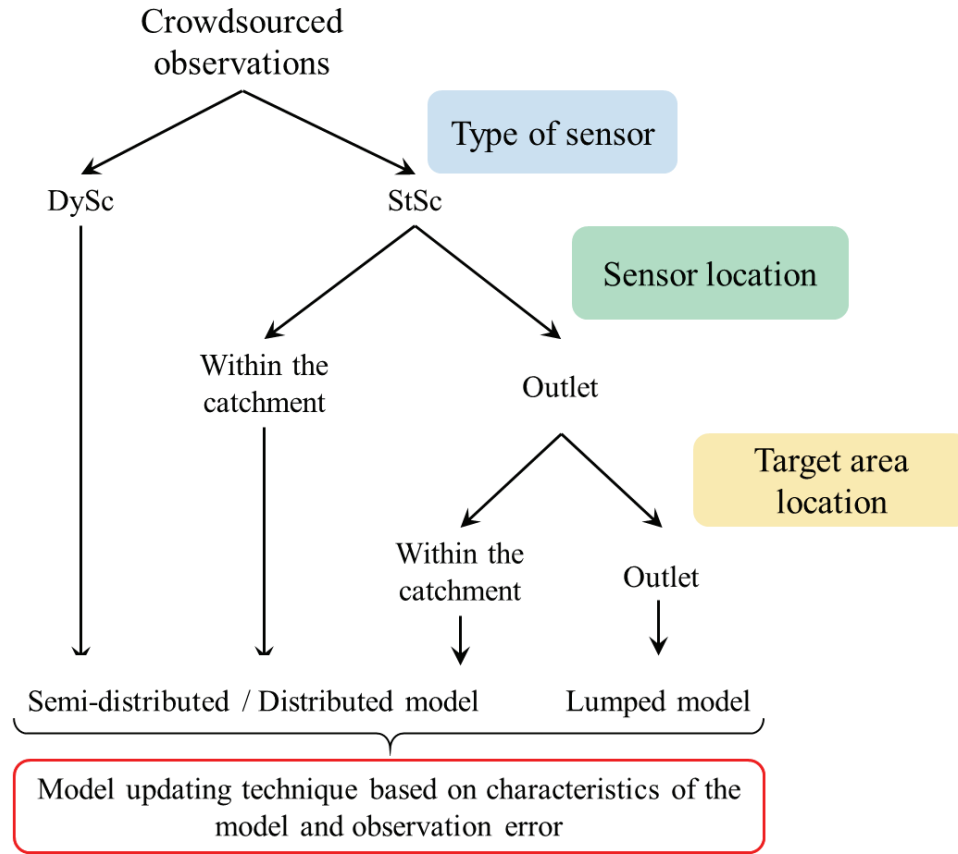 Crowdsourced
observations
Type of sensor
DySc
StSc
Sensor location
Within the
catchment
Outlet
Target area
location
Within the
catchment
Outlet
Semi-distributed / Distributed model
Lumped model
Model updating technique based on characteristics of the
model and observation error